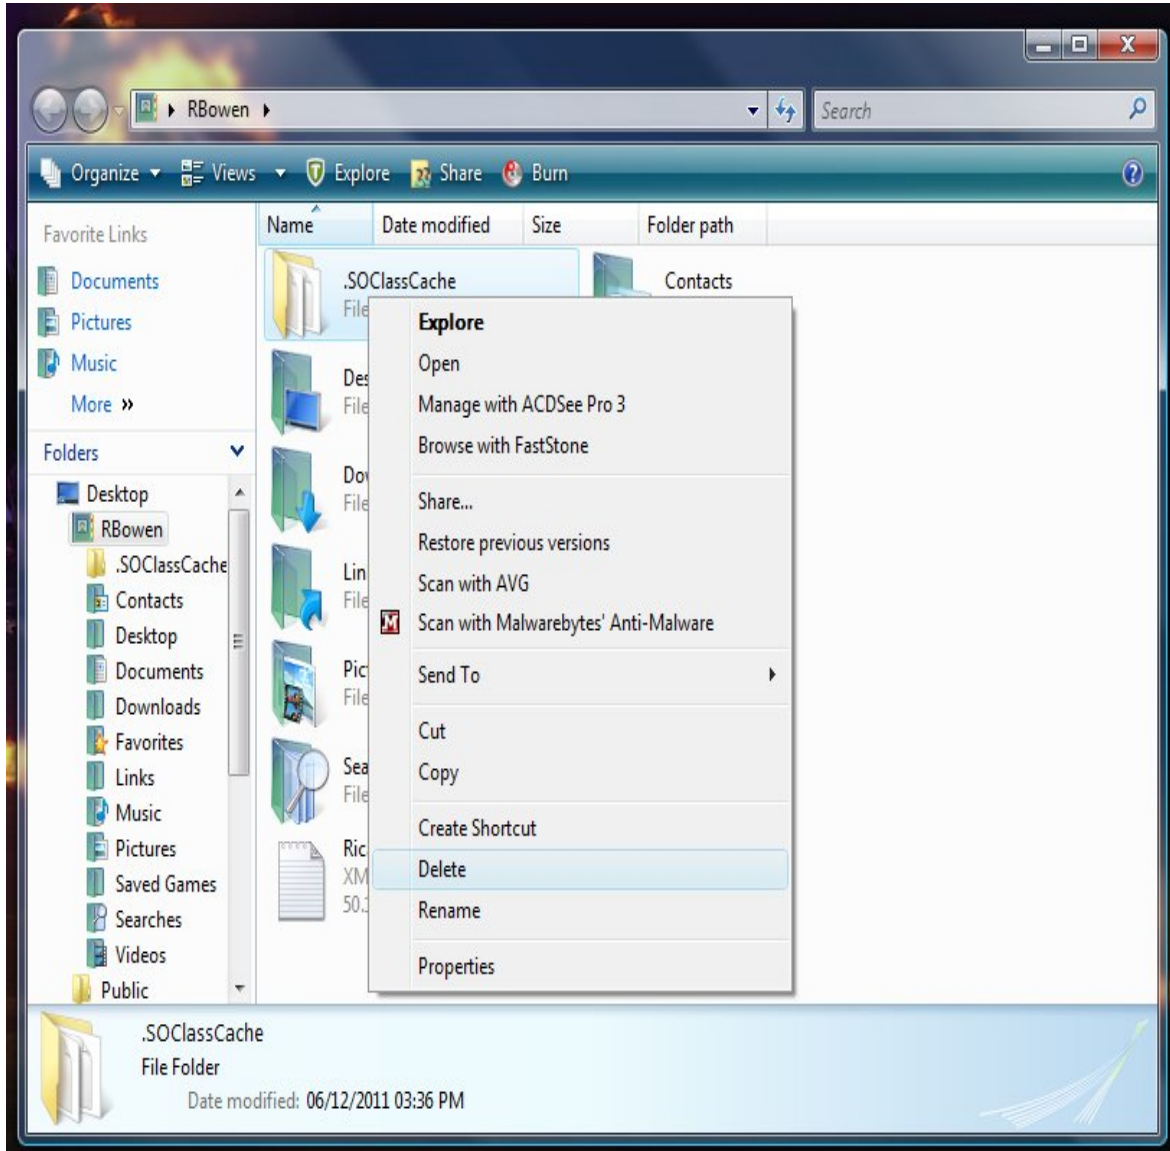 RBowen
Search
Organize Views Explore Share Burn
Favorite Links
Documents
Pictures
Music
More »
Folders
Desktop
RBowen
.SOClassCache
Contacts
Desktop
Documents
Downloads
Favorites
Links
Music
Pictures
Saved Games
Searches
Videos
Public
Name Date modified Size Folder path
.SOClassCache
Contacts
Explore
Open
Manage with ACDSee Pro 3
Browse with FastStone
Share...
Restore previous versions
Scan with AVG
Scan with Malwarebytes' Anti-Malware
Send To
Cut
Copy
Create Shortcut
Delete
Rename
Properties
.SOClassCache
File Folder
Date modified: 06/12/2011 03:36 PM